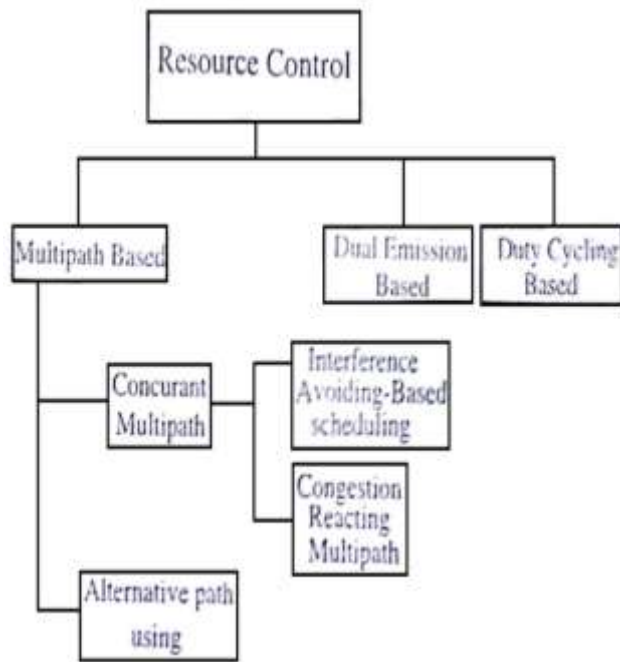 Resource Control
Multipath Based
Dual Emission
Based
Duty Cycling
Based
Concurant
Multipath
Interference
Avoiding-Based
scheduling
Congestion
Reacting
Multipath
Alternative path
using